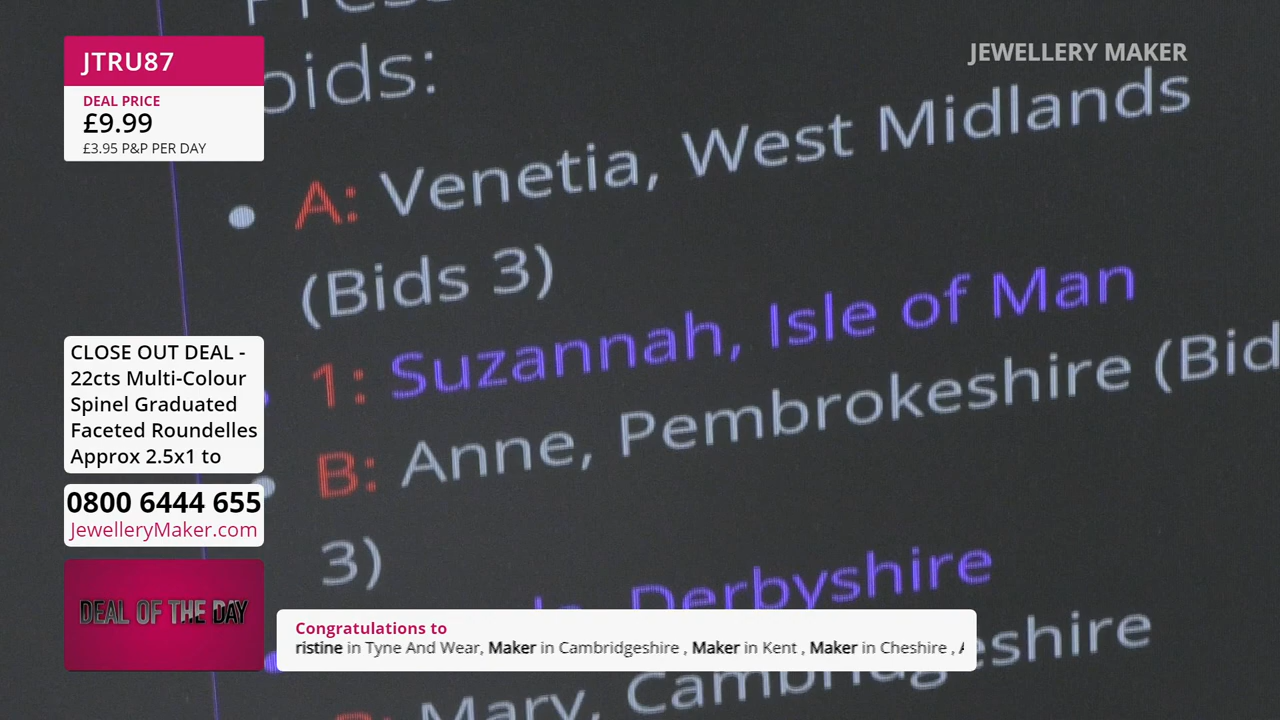 JTRU87
DEAL PRICE
£9.99
£3.95 P&P PER DAY
JEWELLERY MAKER
bids:
A: Venetia, West Midlands
(Bids 3)
1: Suzannah, Isle of Man
B: Anne, Pembrokeshire (Bid
3)
Derbyshire
Mary, Cambridgeshire
CLOSE OUT DEAL -
22cts Multi-Colour
Spinel Graduated
Faceted Roundelles
Approx 2.5x1 to
0800 6444 655
JewelleryMaker.com
DEAL OF THE DAY
Congratulations to
ristine in Tyne And Wear, Maker in Cambridgeshire , Maker in Kent , Maker in Cheshire ,